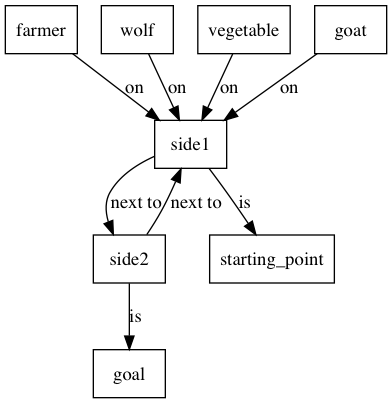 farmer
wolf
vegetable
goat
on
on
on
on
side1
next to
next to
is
side2
starting_point
is
goal